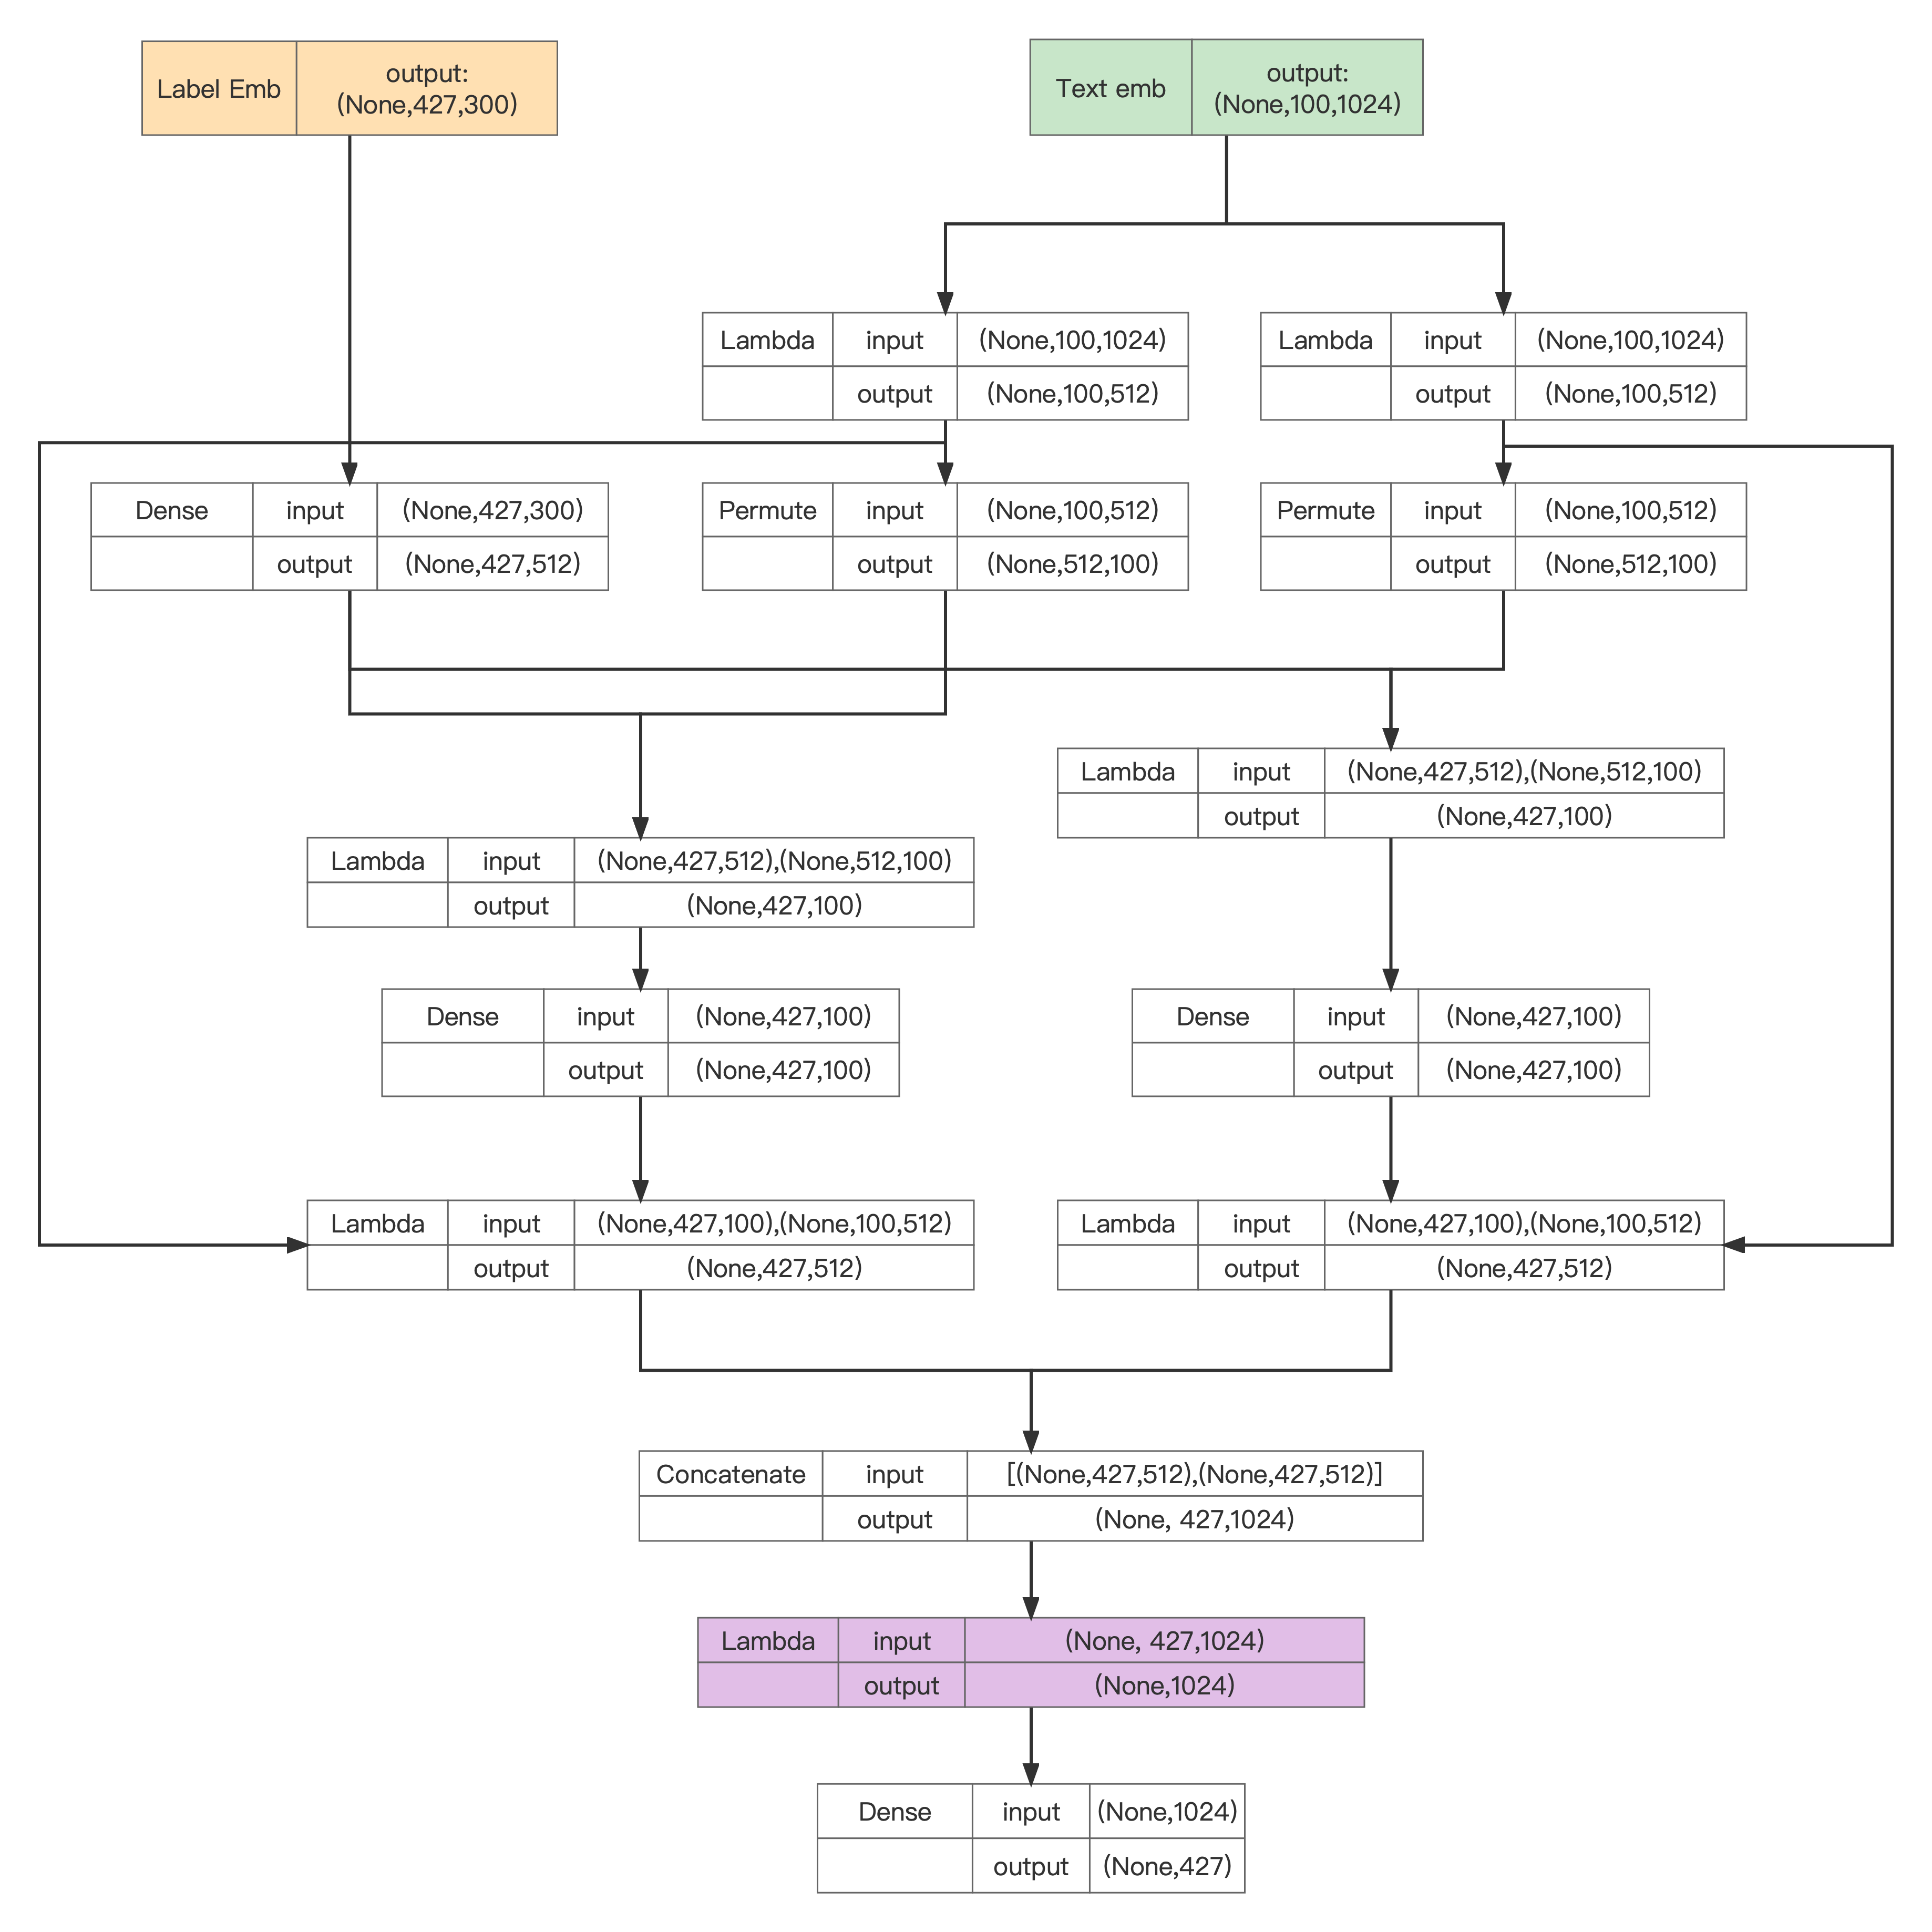 Label Emb
output:
(None,427,300)
Text emb
output:
(None,100,1024)
Lambda input (None,100,1024)
output (None,100,512)
Lambda input (None,100,1024)
output (None,100,512)
Dense input (None,427,300)
output (None,427,512)
Permute input (None,100,512)
output (None,512,100)
Permute input (None,100,512)
output (None,512,100)
Lambda input (None,427,512),(None,512,100)
output (None,427,100)
Lambda input (None,427,512),(None,512,100)
output (None,427,100)
Dense input (None,427,100)
output (None,427,100)
Dense input (None,427,100)
output (None,427,100)
Lambda input (None,427,100),(None,100,512)
output (None,427,512)
Lambda input (None,427,100),(None,100,512)
output (None,427,512)
Concatenate input [(None,427,512),(None,427,512)]
output (None, 427,1024)
Lambda input (None, 427,1024)
output (None,1024)
Dense input (None,1024)
output (None,427)